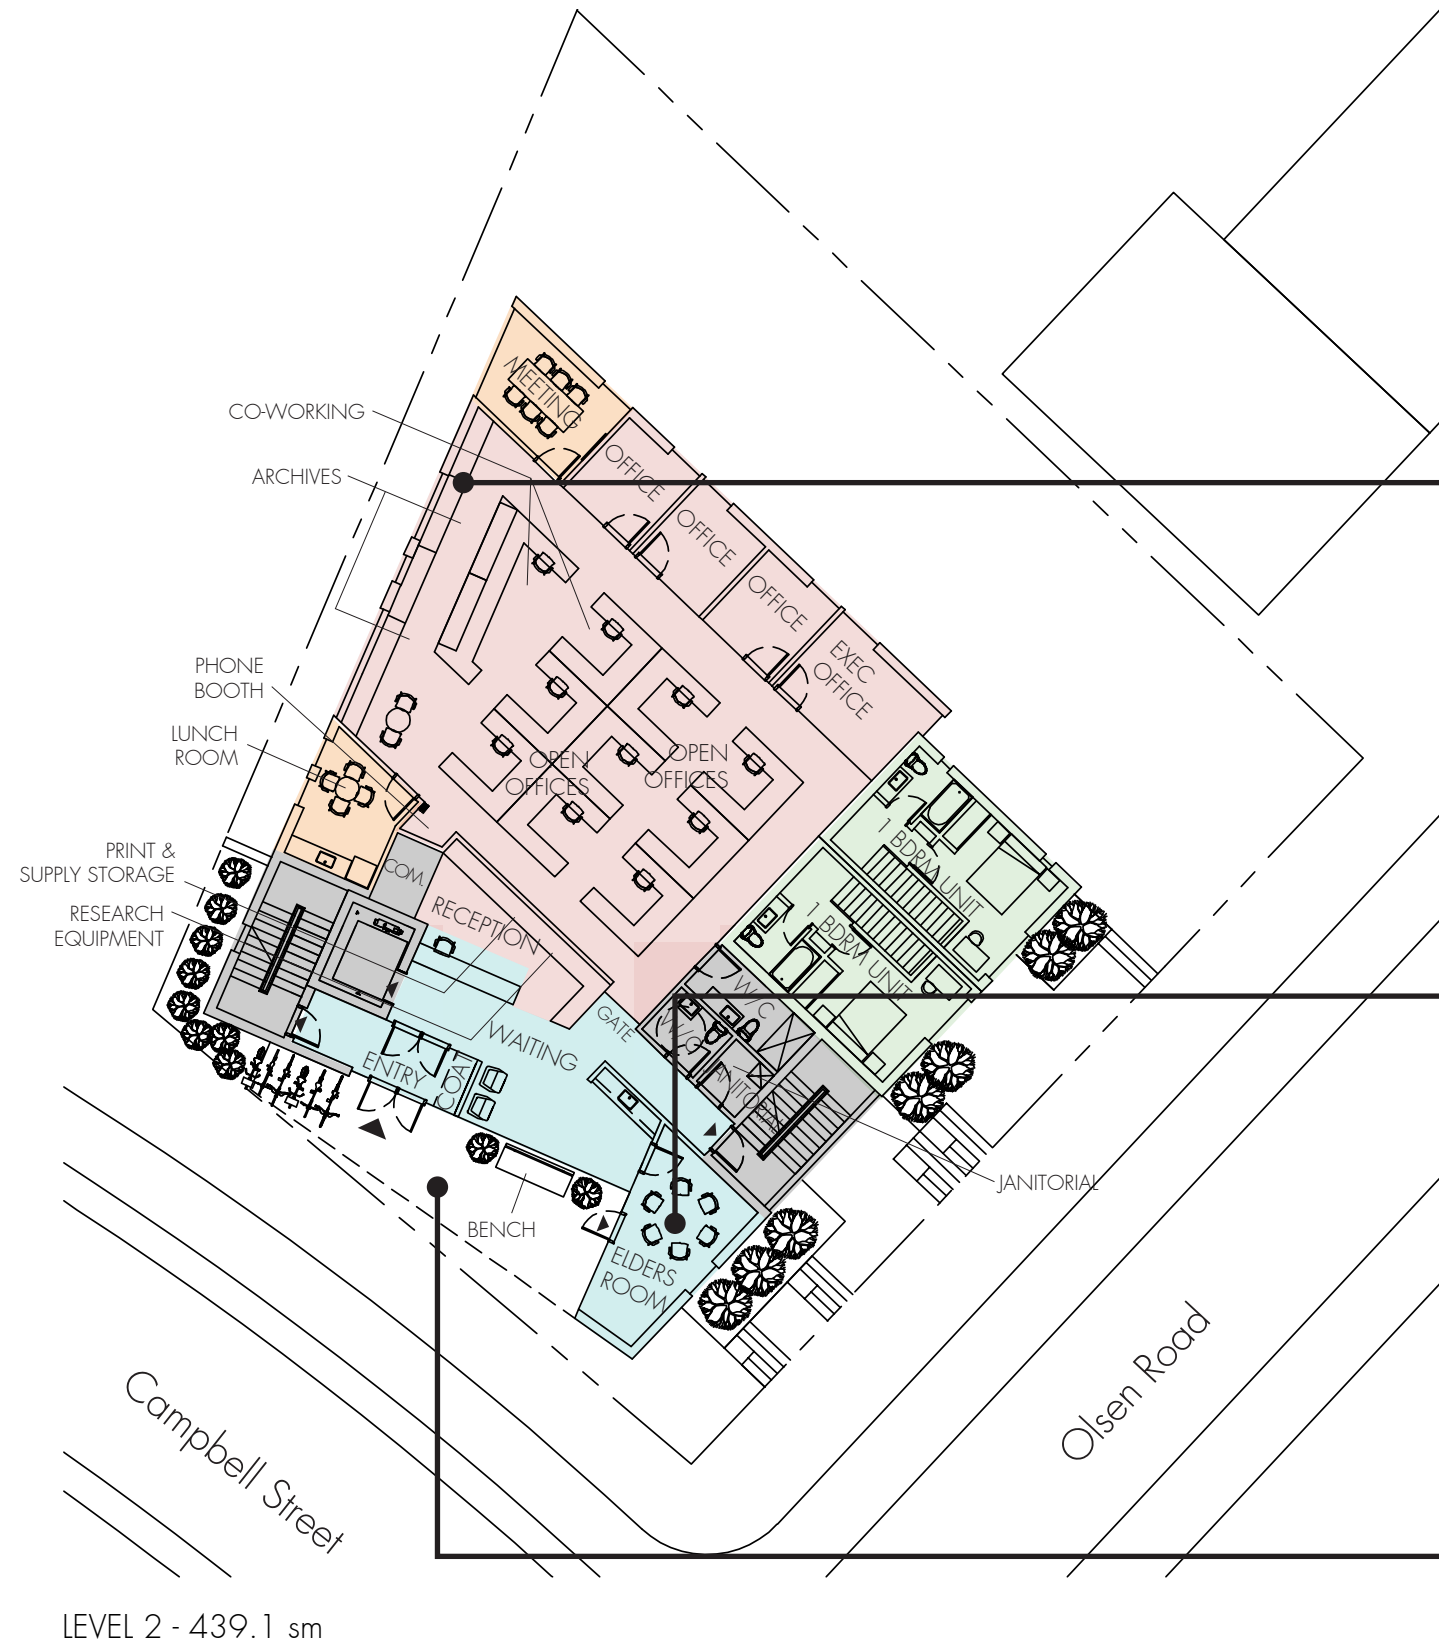 MEETING
CO-WORKING
OFFICE
ARCHIVES
OFFICE
OFFICE
EXEC
OFFICE
PHONE
BOOTH
LUNCH
ROOM
OPEN
OFFICES
OPEN
OFFICES
1 BDRM UNIT
PRINT &
SUPPLY STORAGE
COM.
RESEARCH
EQUIPMENT
RECEPTION
1 BDRM UNIT
W/C
GATE
W/C
WAITING
ENTRY
COAT
JANITORIAL
JANITORIAL
BENCH
ELDERS
ROOM
Campbell Street
Olsen Road
LEVEL 2 - 439.1 sm